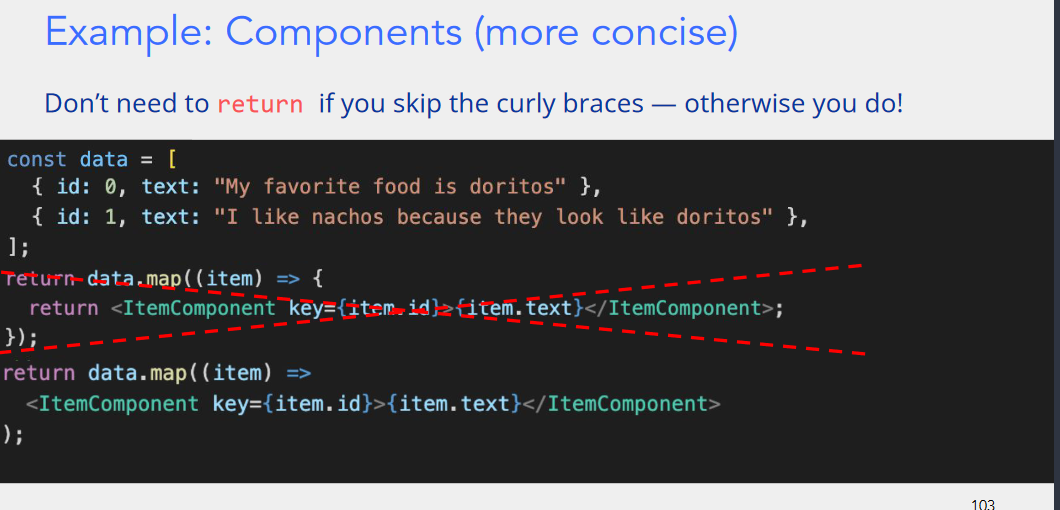 Example: Components (more concise)
Don’t need to return if you skip the curly braces — otherwise you do!
const data = [
  { id: 0, text: "My favorite food is doritos" },
  { id: 1, text: "I like nachos because they look like doritos" },
];
return data.map((item) => {
  return <ItemComponent key={item.id}>{item.text}</ItemComponent>;
});
return data.map((item) =>
  <ItemComponent key={item.id}>{item.text}</ItemComponent>
);
103